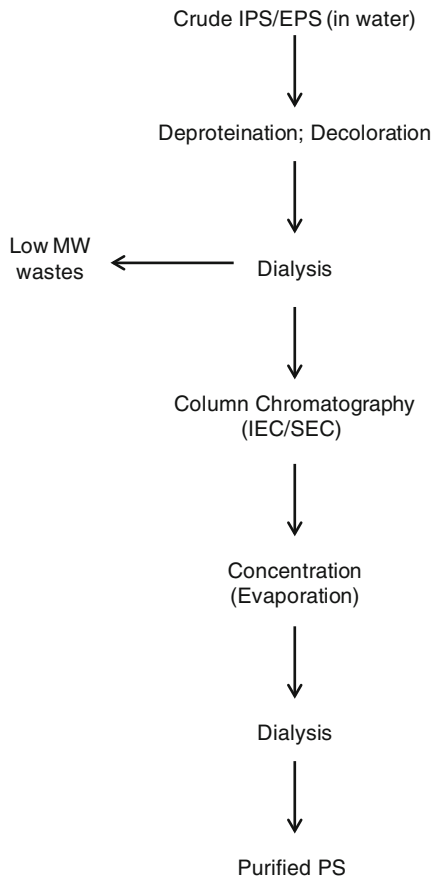 Crude IPS/EPS (in water)
Deproteination; Decoloration
Low MW
wastes
Dialysis
Column Chromatography
(IEC/SEC)
Concentration
(Evaporation)
Dialysis
Purified PS